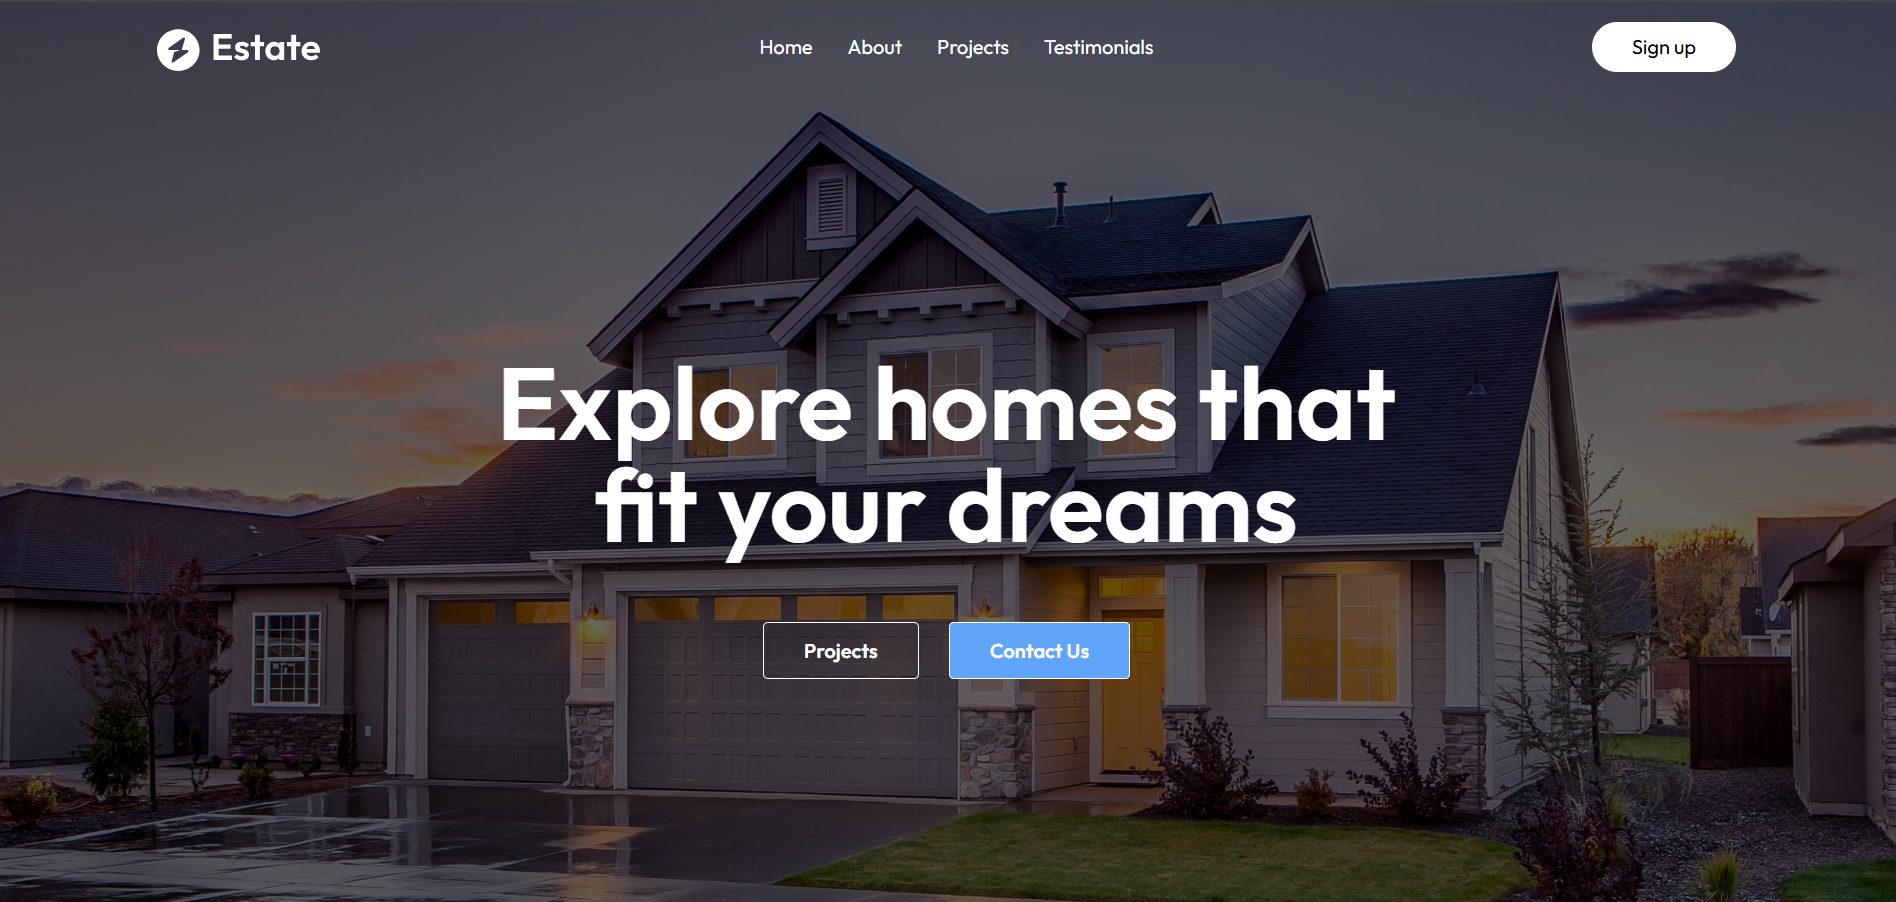 Estate
Home
About
Projects
Testimonials
Sign up
Explore homes that
fit your dreams
Projects
Contact Us